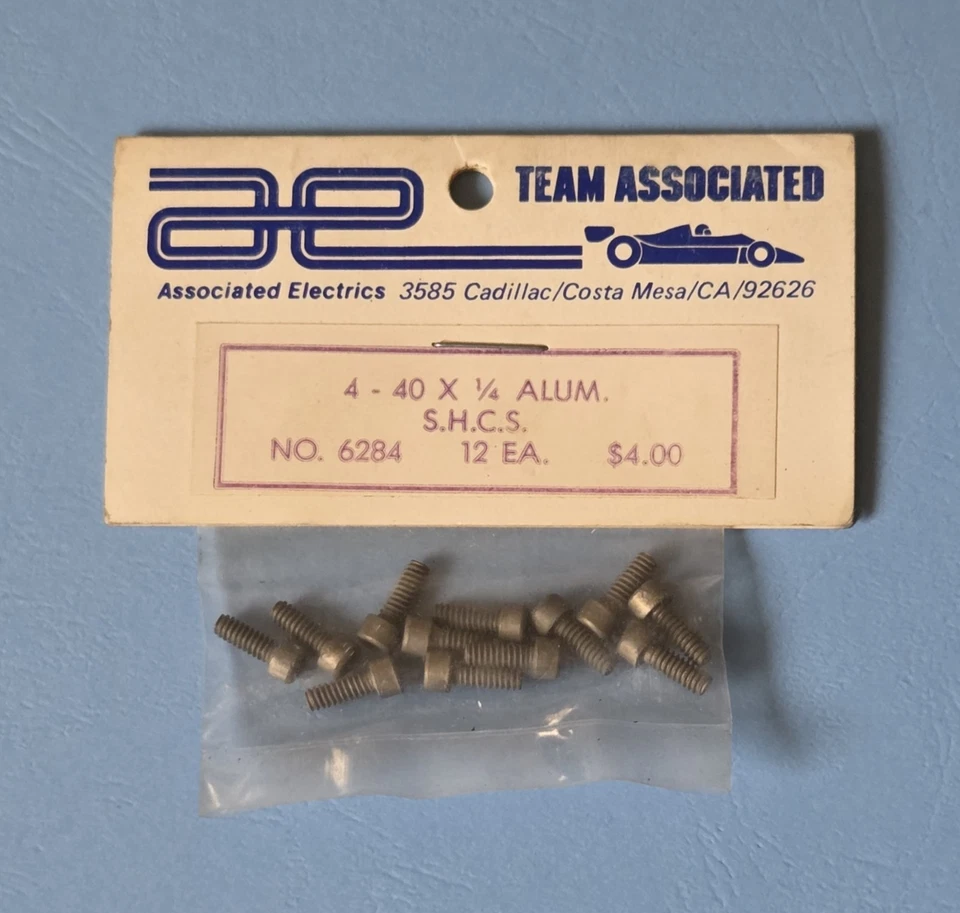 ae TEAM ASSOCIATED
Associated Electrics 3585 Cadillac/Costa Mesa/CA/92626
4 - 40 X ¼ ALUM.
S.H.C.S.
NO. 6284 12 EA. $4.00